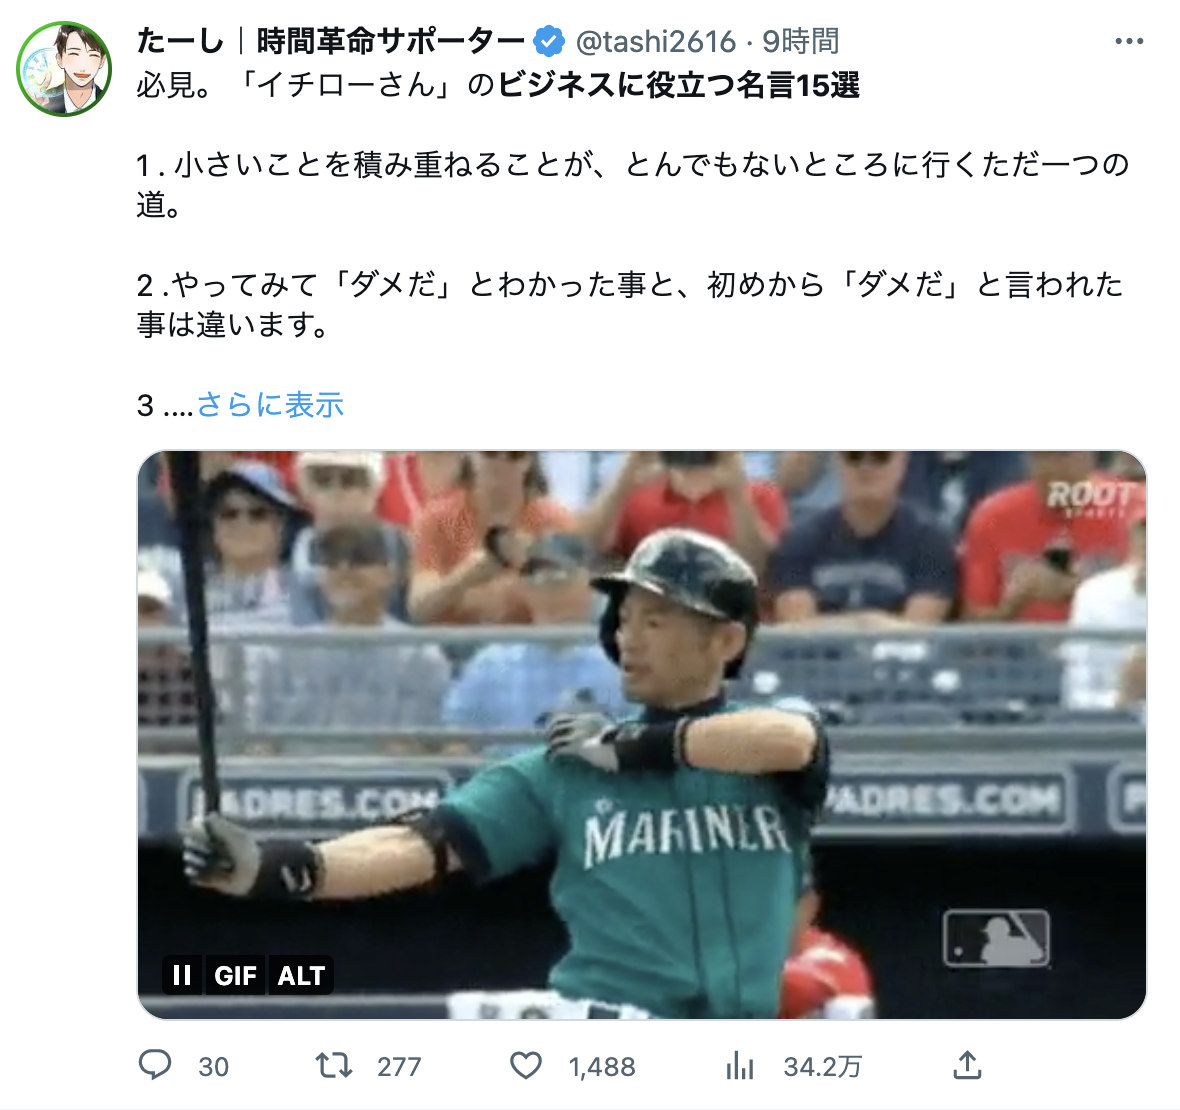 たーし｜時間革命サポーター @tashi2616 · 9時間
必見。「イチローさん」のビジネスに役立つ名言15選
1 . 小さいことを積み重ねることが、とんでもないところに行くただ一つの
道。
2 .やってみて「ダメだ」とわかった事と、初めから「ダメだ」と言われた
事は違います。
3 ....さらに表示
ROOT
SPORTS
PADRES.COM
PADRES.COM
P
MARINER
GIF ALT
30 277 1,488 34.2万